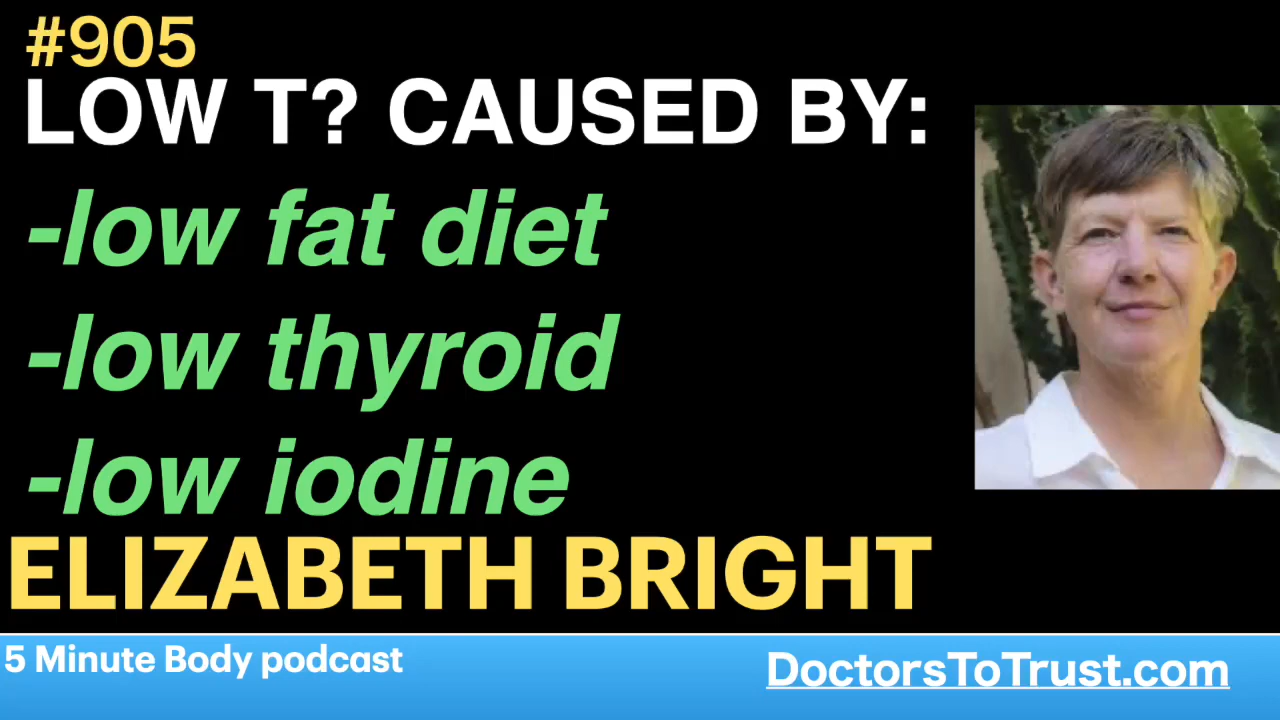 #905
LOW T? CAUSED BY:
-low fat diet
-low thyroid
-low iodine
ELIZABETH BRIGHT
5 Minute Body podcast
DoctorsToTrust.com